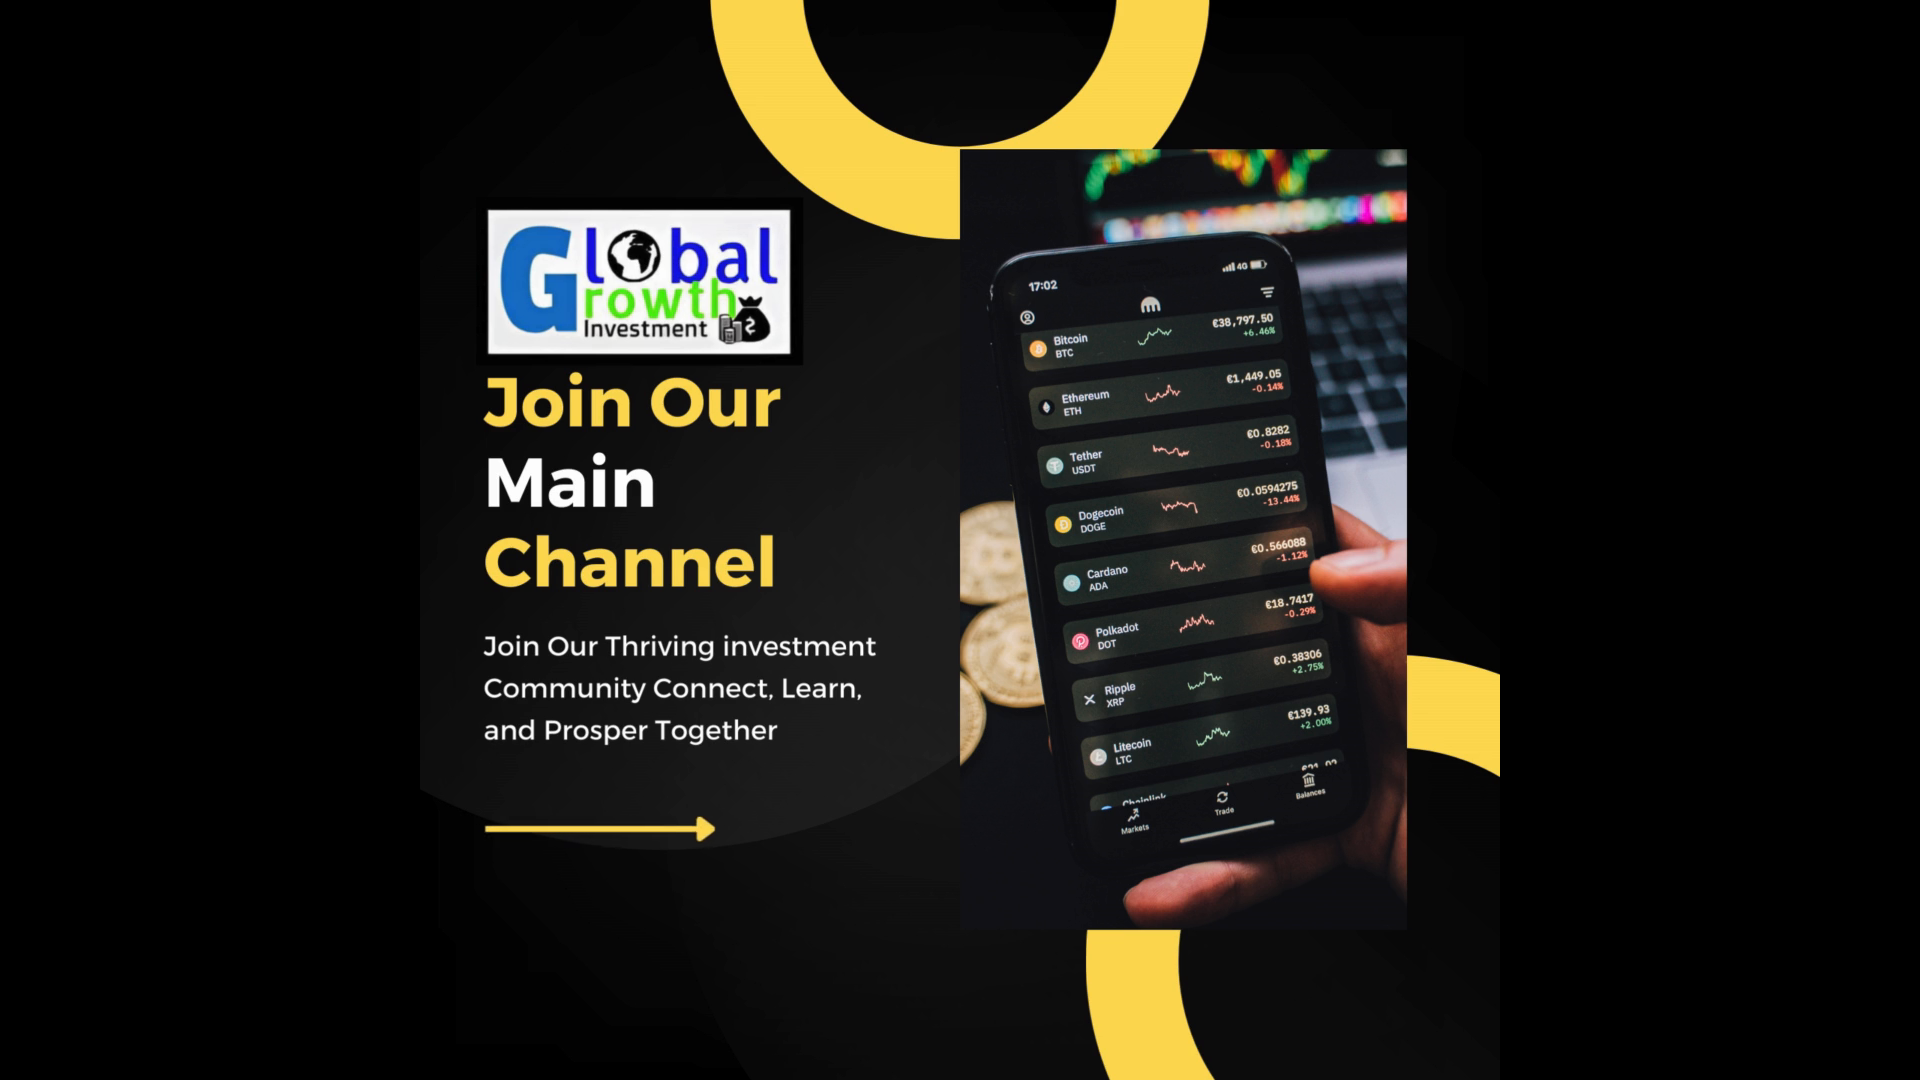 Global
Growth
Investment
Join Our
Main
Channel
Join Our Thriving investment
Community Connect, Learn,
and Prosper Together
17:02
4G
Bitcoin
BTC
€38,797.50
+6.46%
Ethereum
ETH
€1,449.05
-0.14%
Tether
USDT
€0.8282
-0.18%
Dogecoin
DOGE
€0.0594275
-13.44%
Cardano
ADA
€0.566088
-1.12%
Polkadot
DOT
€18.7417
-0.29%
Ripple
XRP
€0.38306
+2.75%
Litecoin
LTC
€139.93
+2.00%
Chainlink
Markets
Trade
Balances